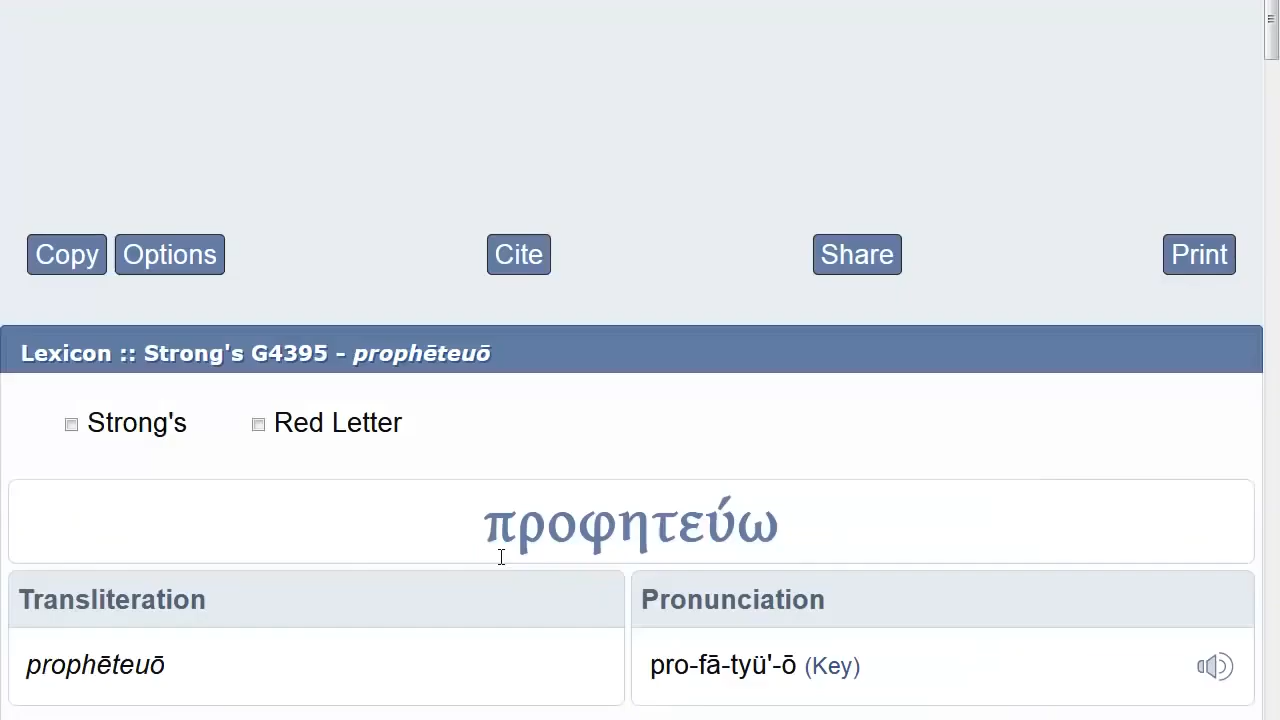 Copy Options Cite Share Print
Lexicon :: Strong's G4395 - prophēteuō
Strong's Red Letter
προφητεύω
Transliteration Pronunciation
prophēteuō pro-fā-tyü'-ō (Key)